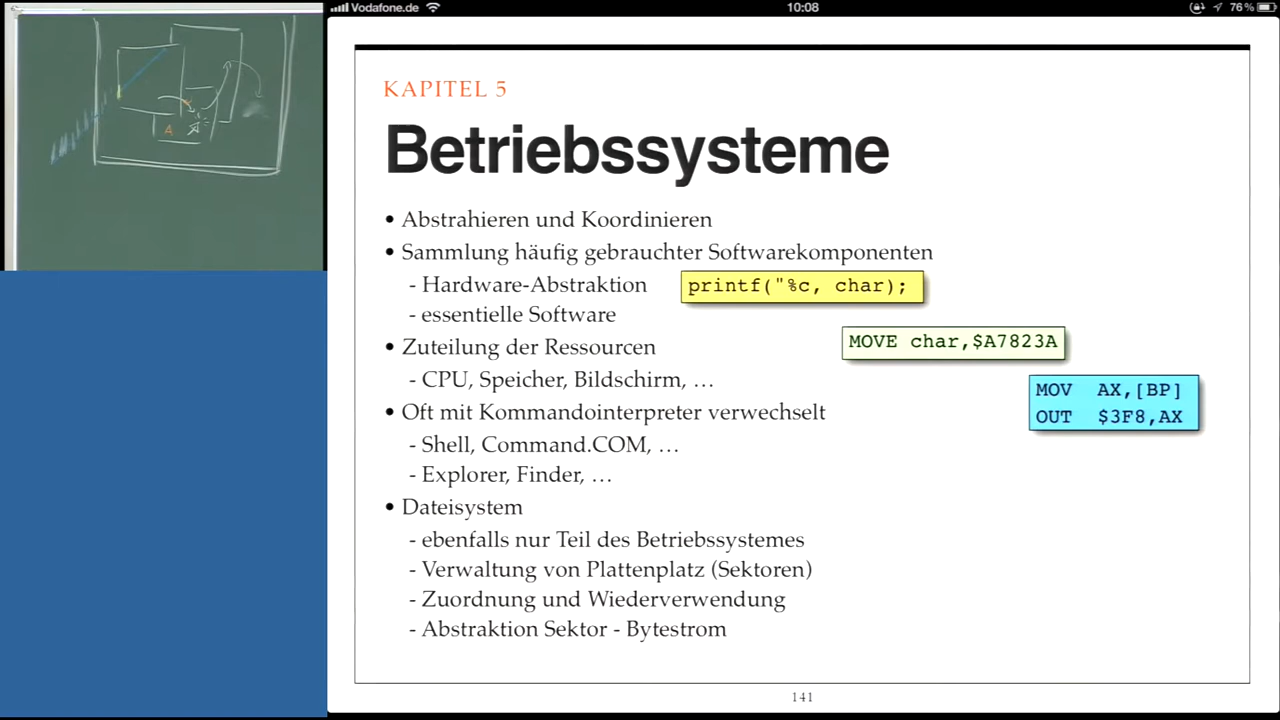 Vodafone.de
10:08
76%
KAPITEL 5
Betriebssysteme
• Abstrahieren und Koordinieren
• Sammlung häufig gebrauchter Softwarekomponenten
- Hardware-Abstraktion
printf("%c, char);
- essentielle Software
• Zuteilung der Ressourcen
MOVE char,$A7823A
- CPU, Speicher, Bildschirm, …
MOV AX,[BP]
OUT $3F8,AX
• Oft mit Kommandointerpreter verwechselt
- Shell, Command.COM, …
- Explorer, Finder, …
• Dateisystem
- ebenfalls nur Teil des Betriebssystemes
- Verwaltung von Plattenplatz (Sektoren)
- Zuordnung und Wiederverwendung
- Abstraktion Sektor - Bytestrom
141
A